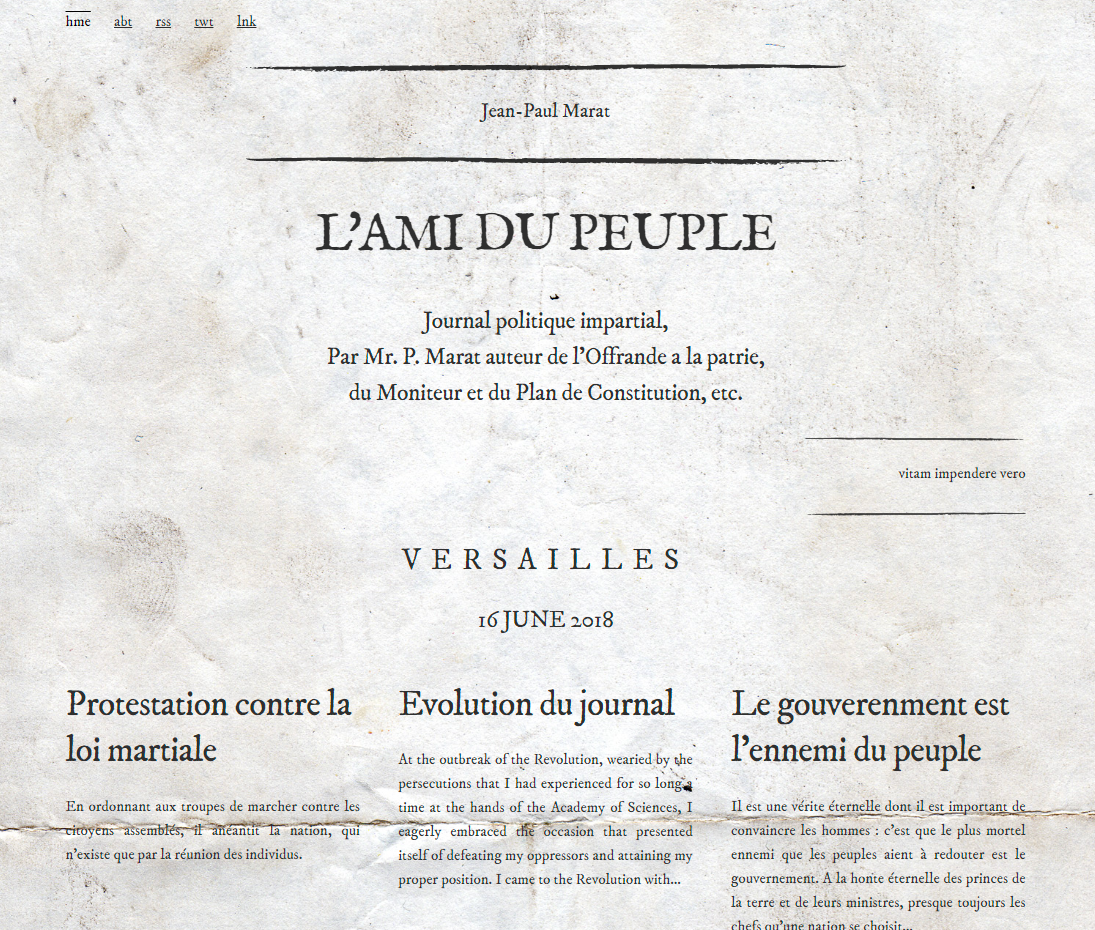 hme abt rss twt lnk
Jean-Paul Marat
L'AMI DU PEUPLE
Journal politique impartial,
Par Mr. P. Marat auteur de l'Offrande a la patrie,
du Moniteur et du Plan de Constitution, etc.
vitam impendere vero
VERSAILLES
16 JUNE 2018
Protestation contre la
loi martiale
En ordonnant aux troupes de marcher contre les
citoyens assemblés, il anéantit la nation, qui
n'existe que par la réunion des individus.
Evolution du journal
At the outbreak of the Revolution, wearied by the
persecutions that I had experienced for so long a
time at the hands of the Academy of Sciences, I
eagerly embraced the occasion that presented
itself of defeating my oppressors and attaining my
proper position. I came to the Revolution with...
Le gouverenment est
l'ennemi du peuple
Il est une vérite éternelle dont il est important de
convaincre les hommes : c'est que le plus mortel
ennemi que les peuples aient à redouter est le
gouvernement. A la honte éternelle des princes de
la terre et de leurs ministres, presque toujours les
chefs qu'une nation se choisit...